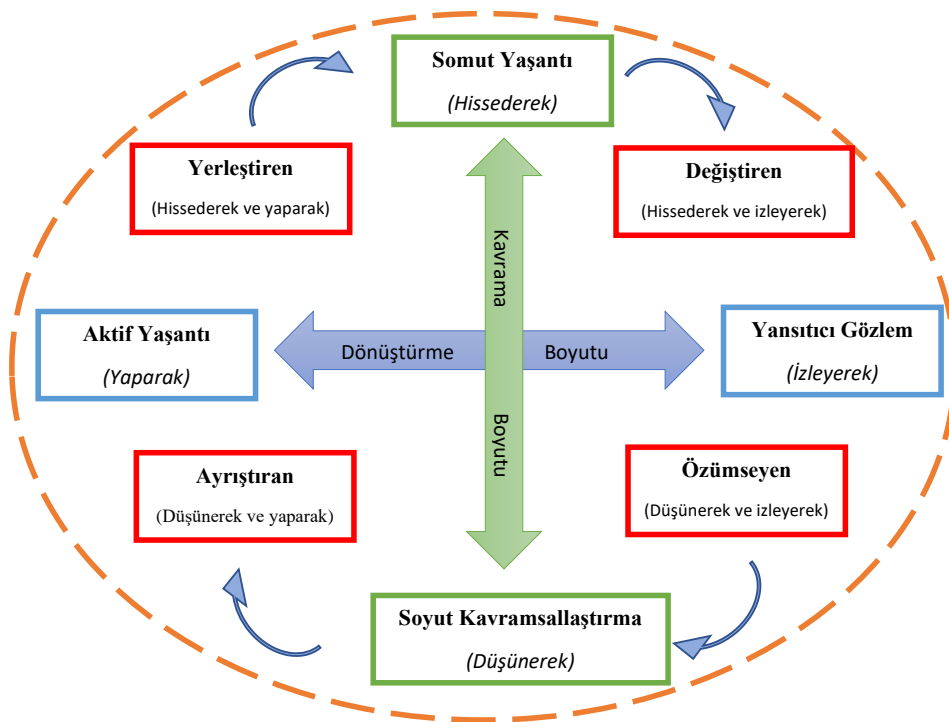 Somut Yaşantı
(Hissederek)
Yerleştiren
(Hissederek ve yaparak)
Değiştiren
(Hissederek ve izleyerek)
Kavrama
Aktif Yaşantı
(Yaparak)
Dönüştürme
Boyutu
Yansıtıcı Gözlem
(İzleyerek)
Boyutu
Ayrıştıran
(Düşünerek ve yaparak)
Özümseyen
(Düşünerek ve izleyerek)
Soyut Kavramsallaştırma
(Düşünerek)